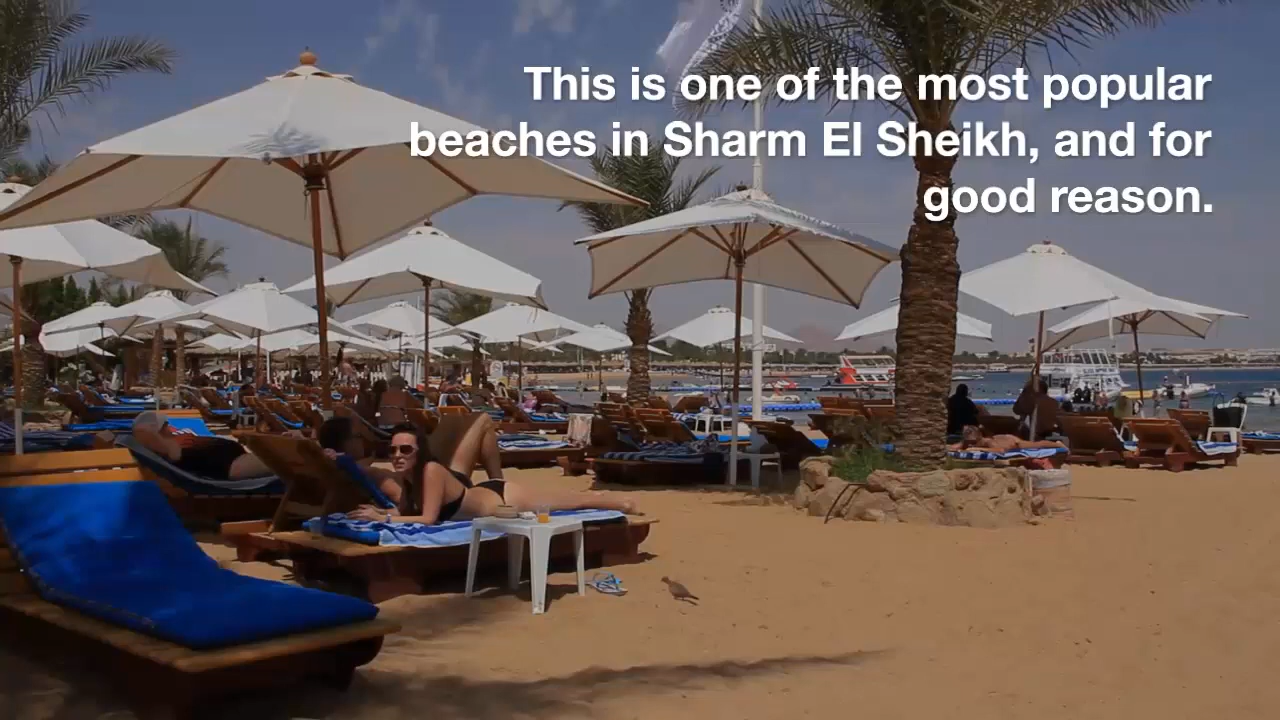 This is one of the most popular
beaches in Sharm El Sheikh, and for
good reason.